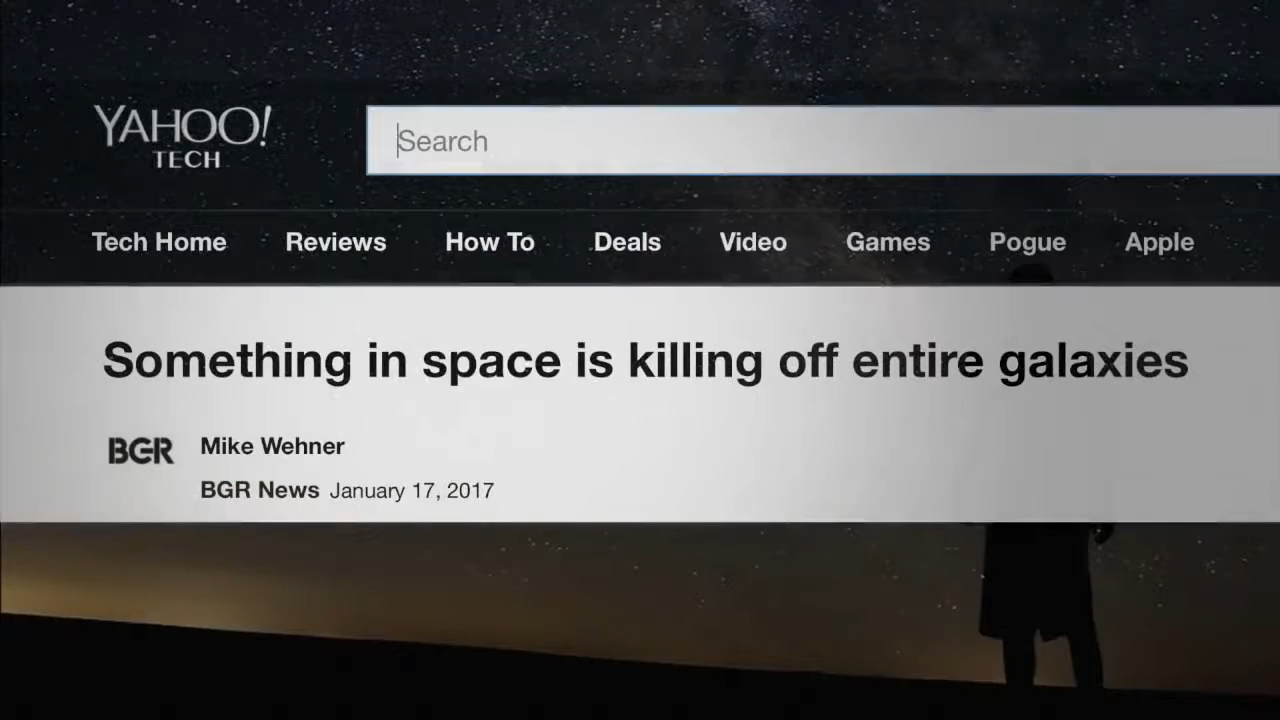 YAHOO!
TECH
Search
Tech Home Reviews How To Deals Video Games Pogue Apple
Something in space is killing off entire galaxies
BGR Mike Wehner
BGR News January 17, 2017